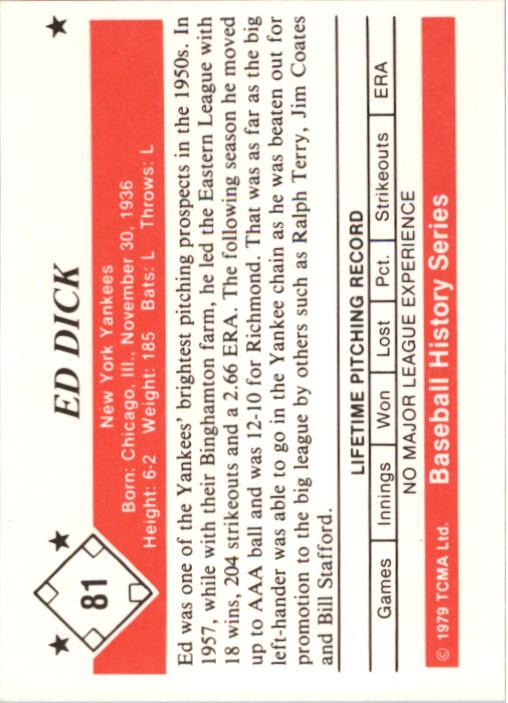 81
ED DICK
New York Yankees
Born: Chicago, Ill., November 30, 1936
Height: 6-2 Weight: 185 Bats: L Throws: L
Ed was one of the Yankees' brightest pitching prospects in the 1950s. In
1957, while with their Binghamton farm, he led the Eastern League with
18 wins, 204 strikeouts and a 2.66 ERA. The following season he moved
up to AAA ball and was 12-10 for Richmond. That was as far as the big
left-hander was able to go in the Yankee chain as he was beaten out for
promotion to the big league by others such as Ralph Terry, Jim Coates
and Bill Stafford.
LIFETIME PITCHING RECORD
Games Innings Won Lost Pct. Strikeouts ERA
NO MAJOR LEAGUE EXPERIENCE
© 1979 TCMA Ltd. Baseball History Series